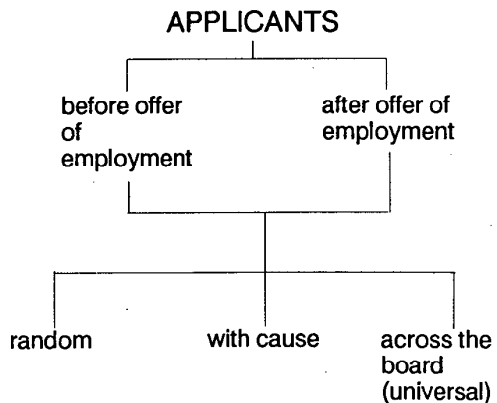 APPLICANTS
before offer
of
employment
after offer of
employment
random
with cause
across the
board
(universal)